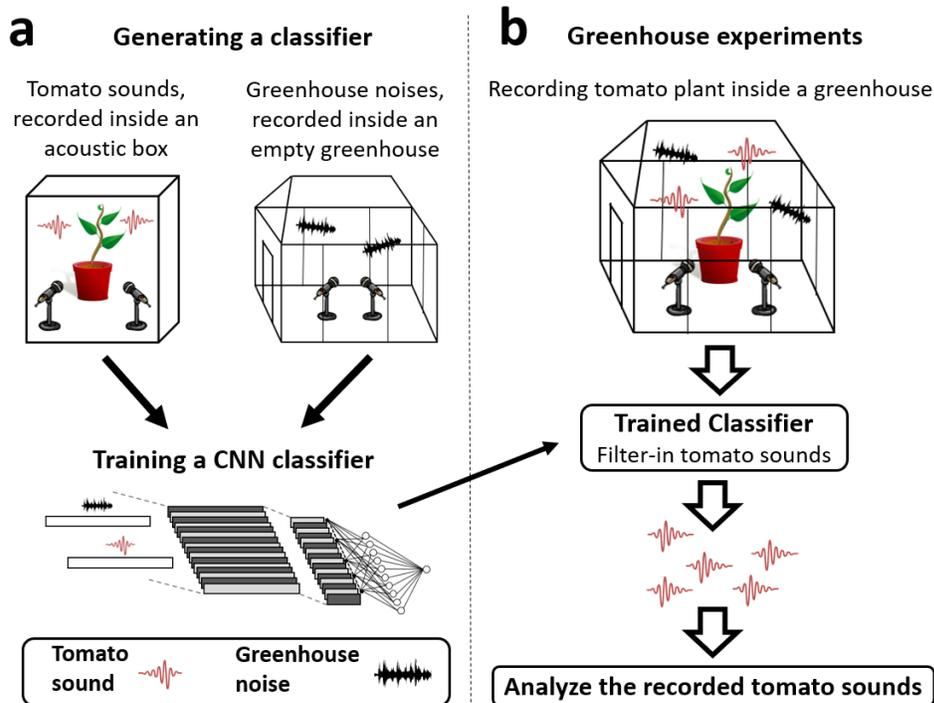 a
Generating a classifier
Tomato sounds,
recorded inside an
acoustic box
Greenhouse noises,
recorded inside an
empty greenhouse
Training a CNN classifier
Tomato
sound
Greenhouse
noise
b
Greenhouse experiments
Recording tomato plant inside a greenhouse
Trained Classifier
Filter-in tomato sounds
Analyze the recorded tomato sounds